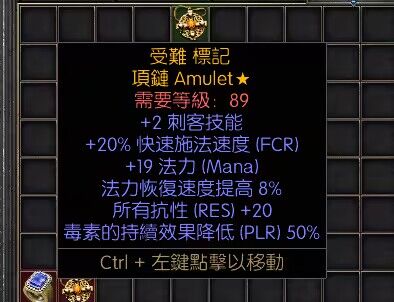 受難 標記
項鏈 Amulet★
需要等級: 89
+2 刺客技能
+20% 快速施法速度 (FCR)
+19 法力 (Mana)
法力恢復速度提高 8%
所有抗性 (RES) +20
毒素的持續效果降低 (PLR) 50%
Ctrl + 左鍵點擊以移動